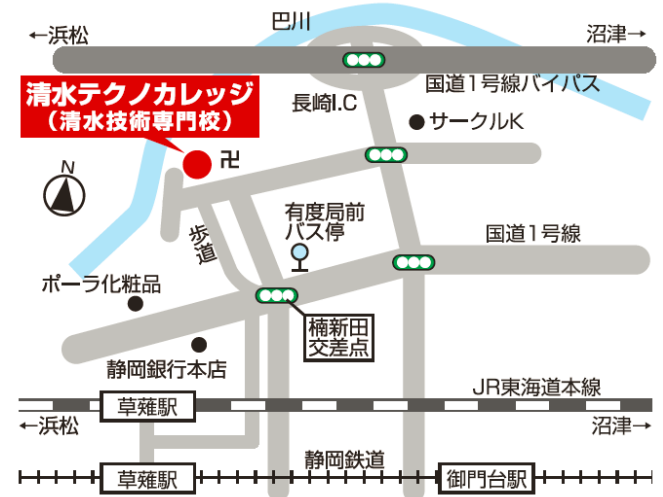 巴川
←浜松
沼津→
国道1号線バイパス
清水テクノカレッジ
（清水技術専門校）
長崎I.C
サークルK
卍
N
有度局前
バス停
歩道
国道1号線
ポーラ化粧品
楠新田
交差点
静岡銀行本店
JR東海道本線
草薙駅
←浜松
沼津→
静岡鉄道
草薙駅
御門台駅